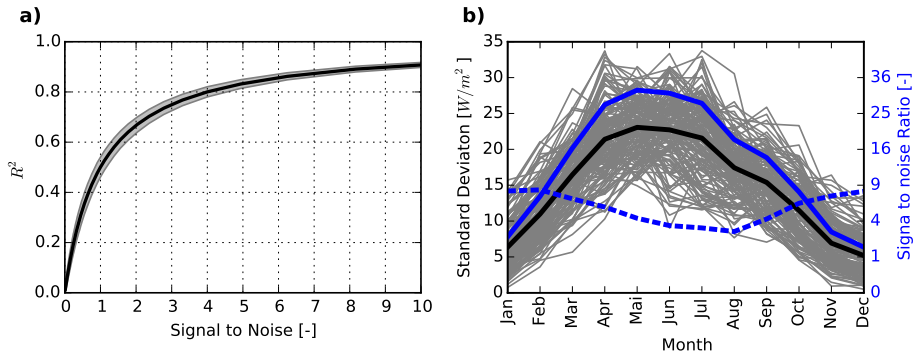 a)
1.0
0.8
0.6
0.4
0.2
0.0
R²
0 1 2 3 4 5 6 7 8 9 10
Signal to Noise [-]
b)
35
30
25
20
15
10
5
0
Standard Deviaton [W/m² ]
36
25
16
9
4
1
0
Signa to noise Ratio [-]
Jan Feb Mar Apr Mai Jun Jul Aug Sep Oct Nov Dec
Month